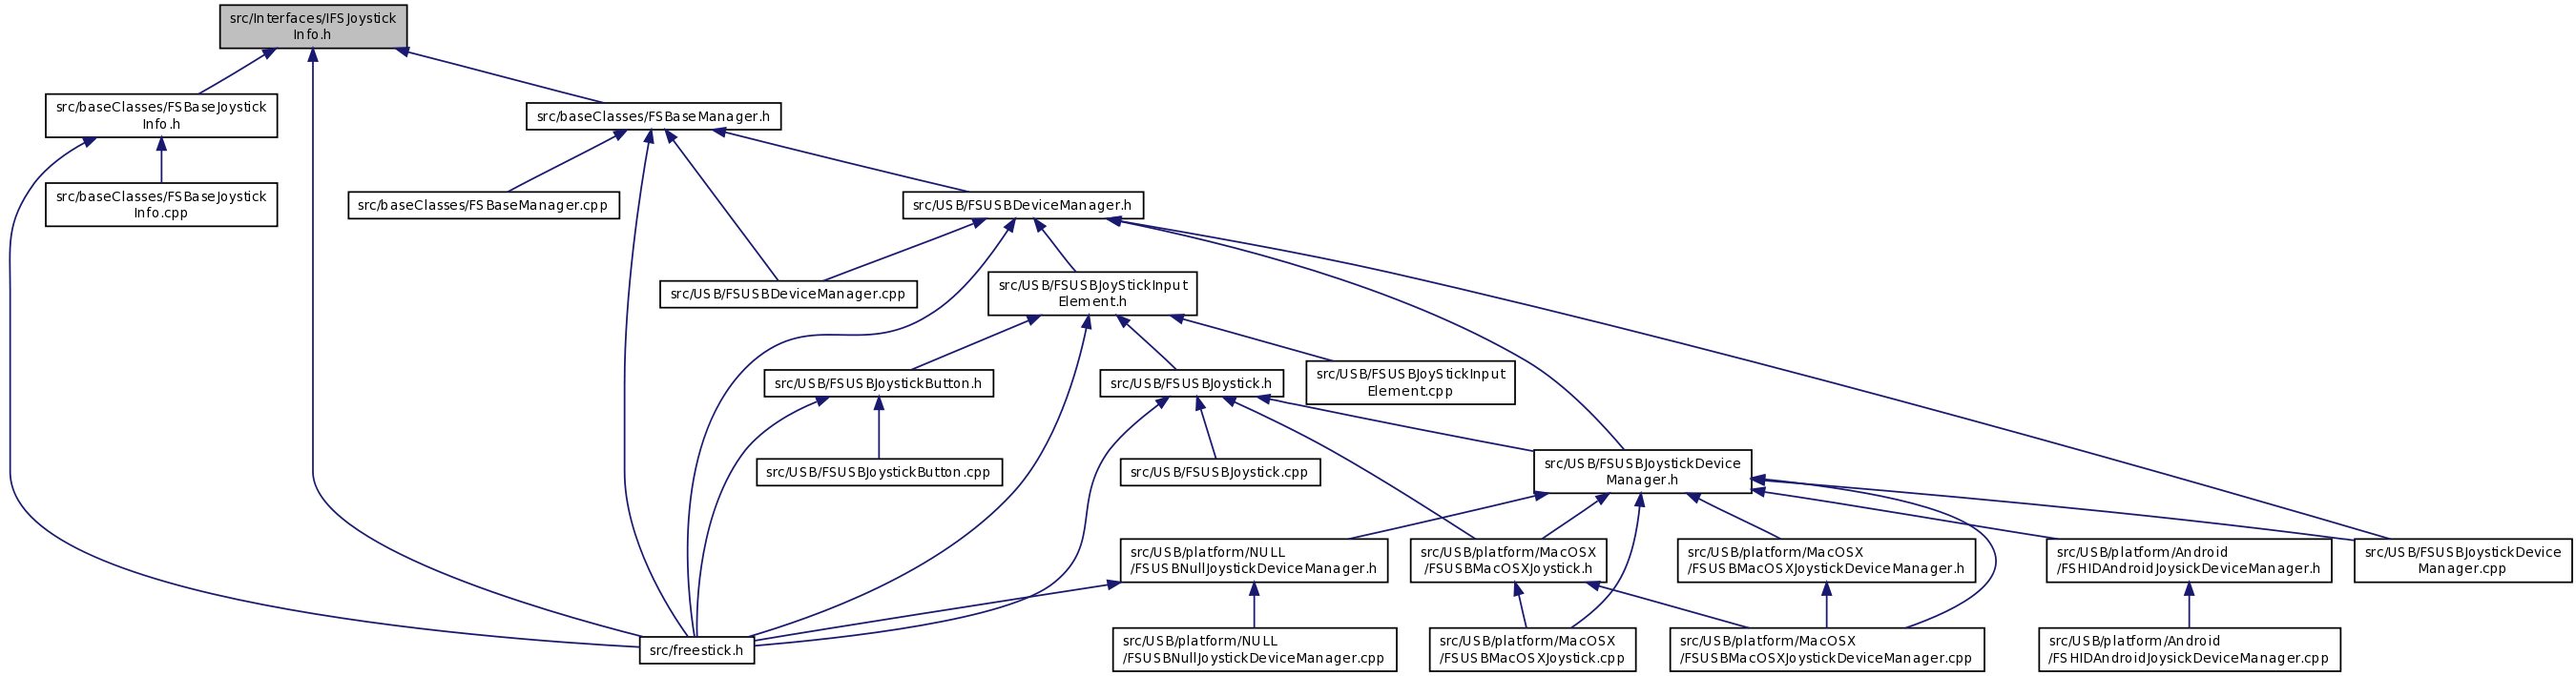 src/Interfaces/IFSJoystick
Info.h
src/baseClasses/FSBaseJoystick
Info.h
src/baseClasses/FSBaseManager.h
src/baseClasses/FSBaseJoystick
Info.cpp
src/baseClasses/FSBaseManager.cpp
src/USB/FSUSBDeviceManager.h
src/USB/FSUSBDeviceManager.cpp
src/USB/FSUSBJoyStickInput
Element.h
src/USB/FSUSBJoystickButton.h
src/USB/FSUSBJoystick.h
src/USB/FSUSBJoyStickInput
Element.cpp
src/USB/FSUSBJoystickButton.cpp
src/USB/FSUSBJoystick.cpp
src/USB/FSUSBJoystickDevice
Manager.h
src/USB/platform/NULL
/FSUSBNullJoystickDeviceManager.h
src/USB/platform/MacOSX
/FSUSBMacOSXJoystick.h
src/USB/platform/MacOSX
/FSUSBMacOSXJoystickDeviceManager.h
src/USB/platform/Android
/FSHIDAndroidJoysickDeviceManager.h
src/USB/FSUSBJoystickDevice
Manager.cpp
src/freestick.h
src/USB/platform/NULL
/FSUSBNullJoystickDeviceManager.cpp
src/USB/platform/MacOSX
/FSUSBMacOSXJoystick.cpp
src/USB/platform/MacOSX
/FSUSBMacOSXJoystickDeviceManager.cpp
src/USB/platform/Android
/FSHIDAndroidJoysickDeviceManager.cpp